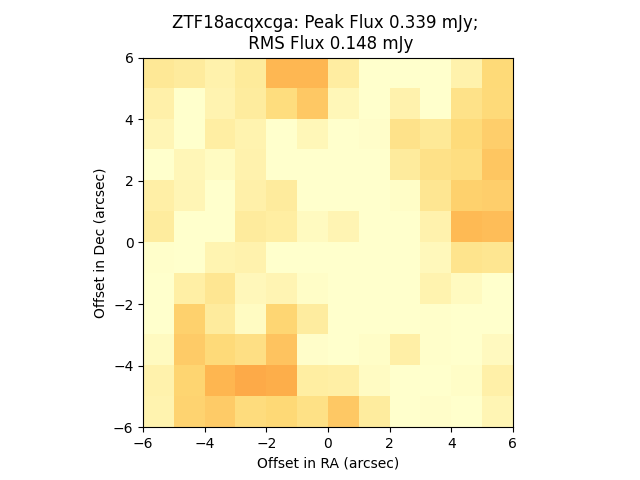 ZTF18acqxcga: Peak Flux 0.339 mJy;
RMS Flux 0.148 mJy
6
4
2
0
−2
−4
−6
Offset in Dec (arcsec)
−6 −4 −2 0 2 4 6
Offset in RA (arcsec)